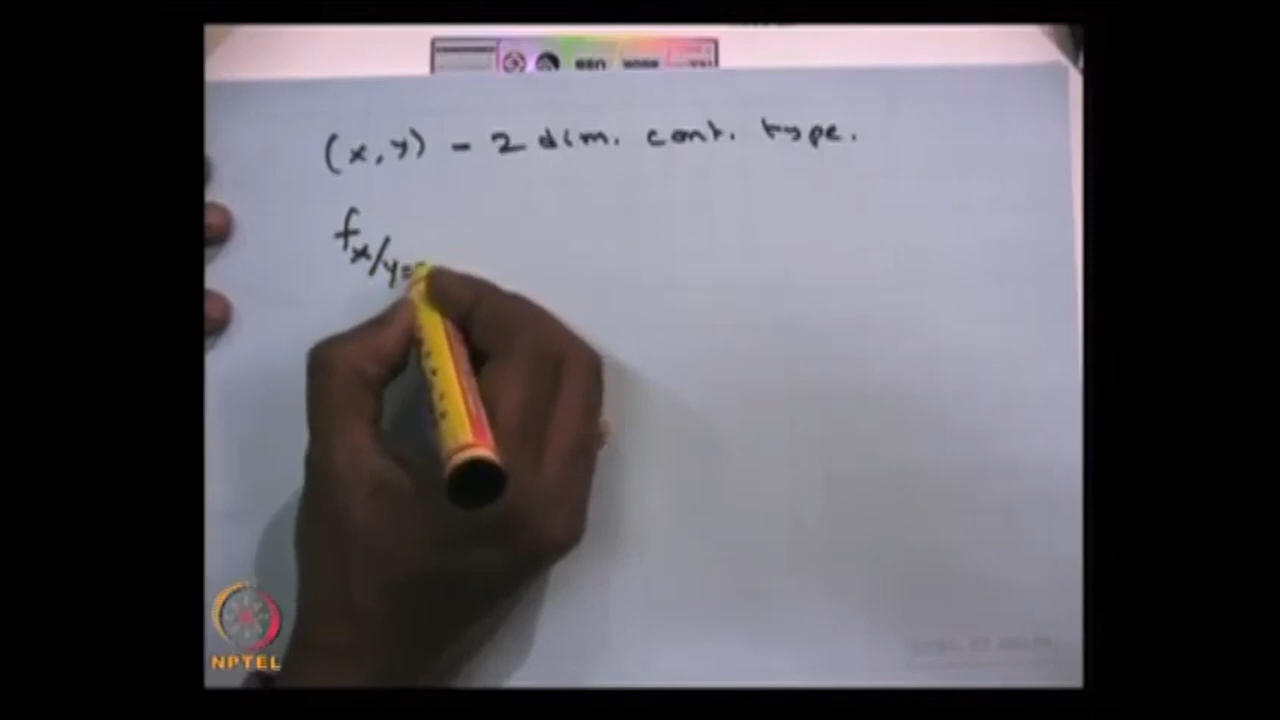 (x, y) - 2 dim. cont. type.
f x/y=
NPTEL